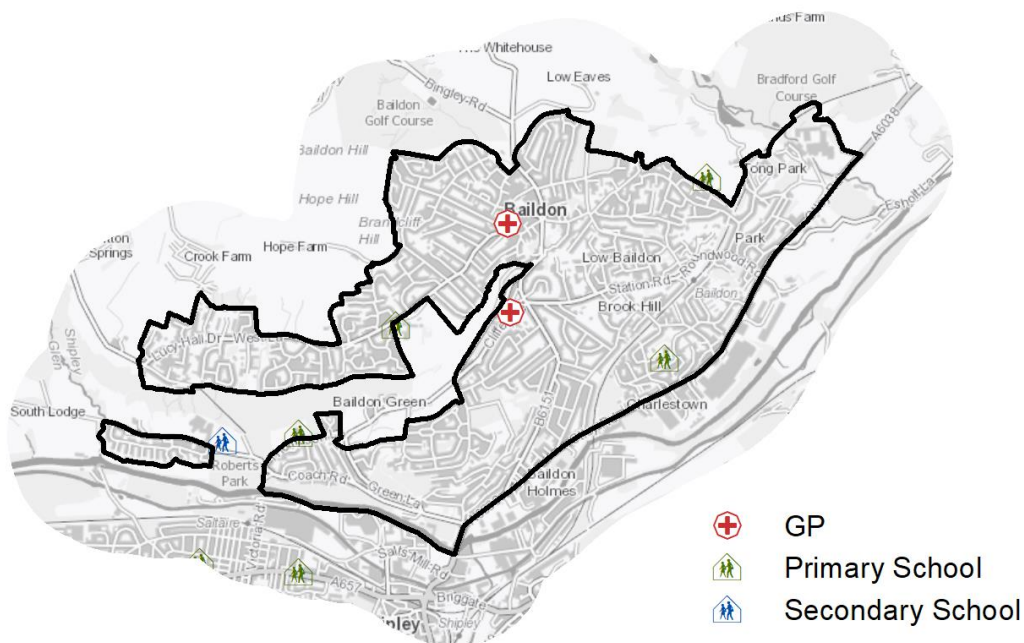 The Whitehouse
Bingley Rd
Low Eaves
Bradford Golf
Course
Baildon
Golf Course
A6038
Baildon Hill
Hope Hill
Tong Park
Esholt La
Baildon
Hill
Hope Farm
Springs
Crook Farm
Park
Low Baildon
Roundwood Rd
Station Rd
Baildon
Brook Hill
Shipley
Glen
Lucy Hall Dr
West L
Cliffe
Baildon Green
B6151
Charlestown
South Lodge
Roberts
Park
Coach Rd
Green La
Baildon
Holmes
Saltaire
Victoria Rd
Salts Mill Rd
A657
Briggate
Shipley
GP
Primary School
Secondary School